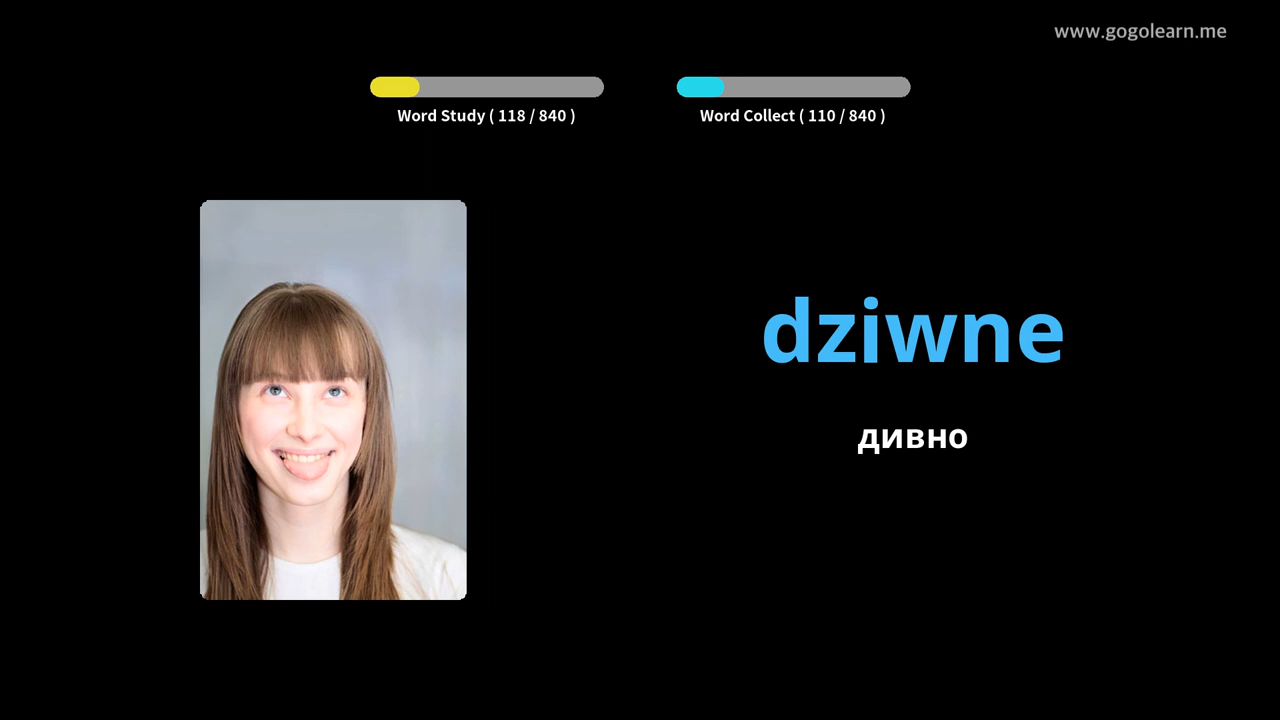 www.gogolearn.me
Word Study ( 118 / 840 )
Word Collect ( 110 / 840 )
dziwne
дивно